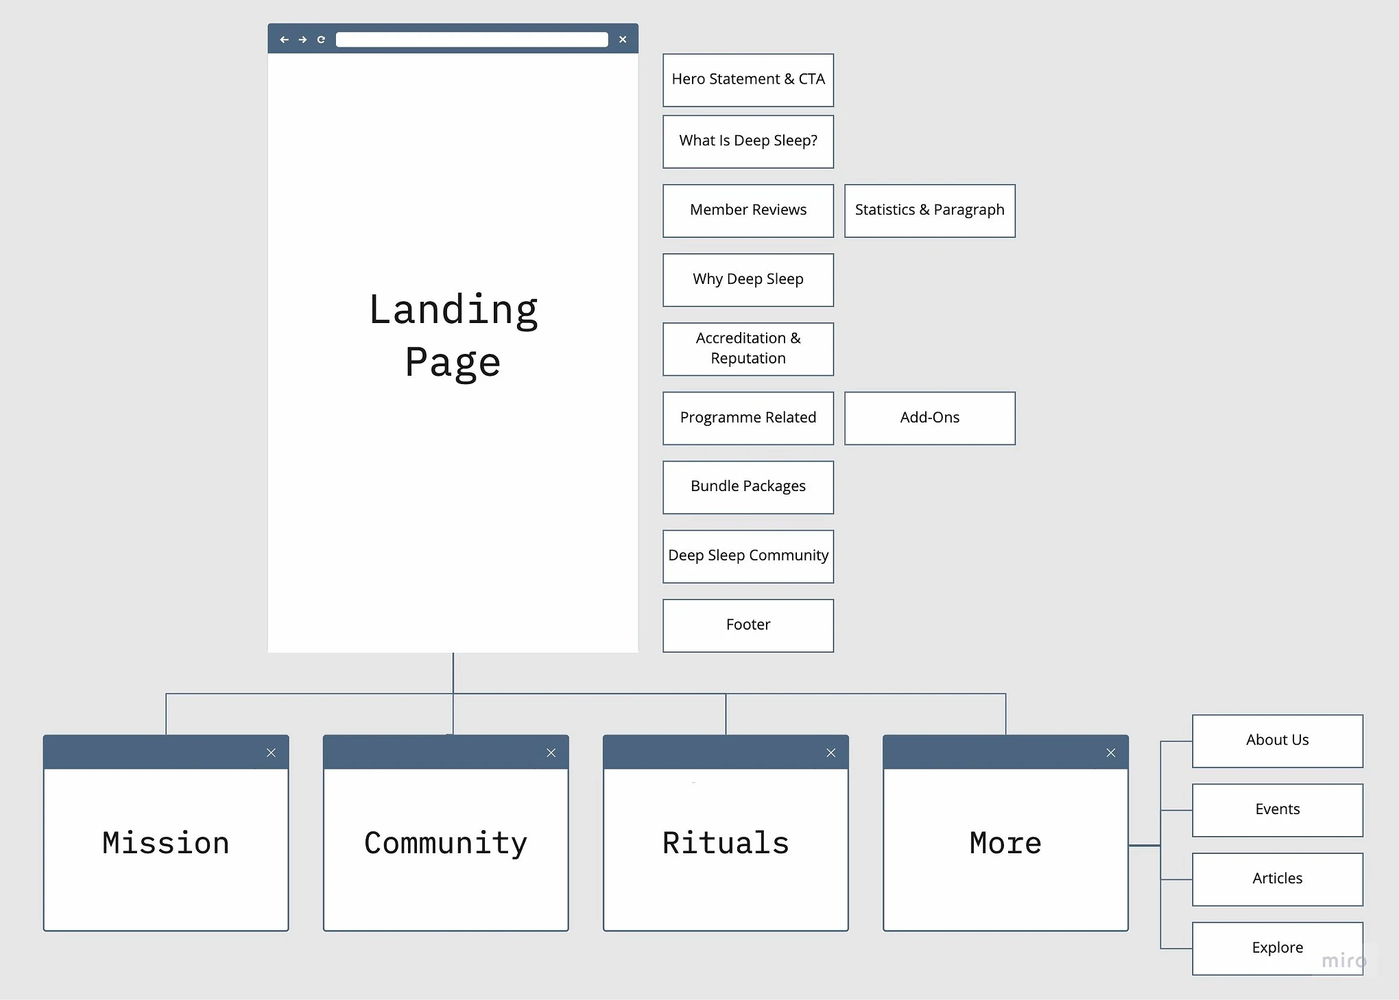 Landing
Page
Hero Statement & CTA
What Is Deep Sleep?
Member Reviews
Statistics & Paragraph
Why Deep Sleep
Accreditation &
Reputation
Programme Related
Add-Ons
Bundle Packages
Deep Sleep Community
Footer
Mission
Community
Rituals
More
About Us
Events
Articles
Explore
miro